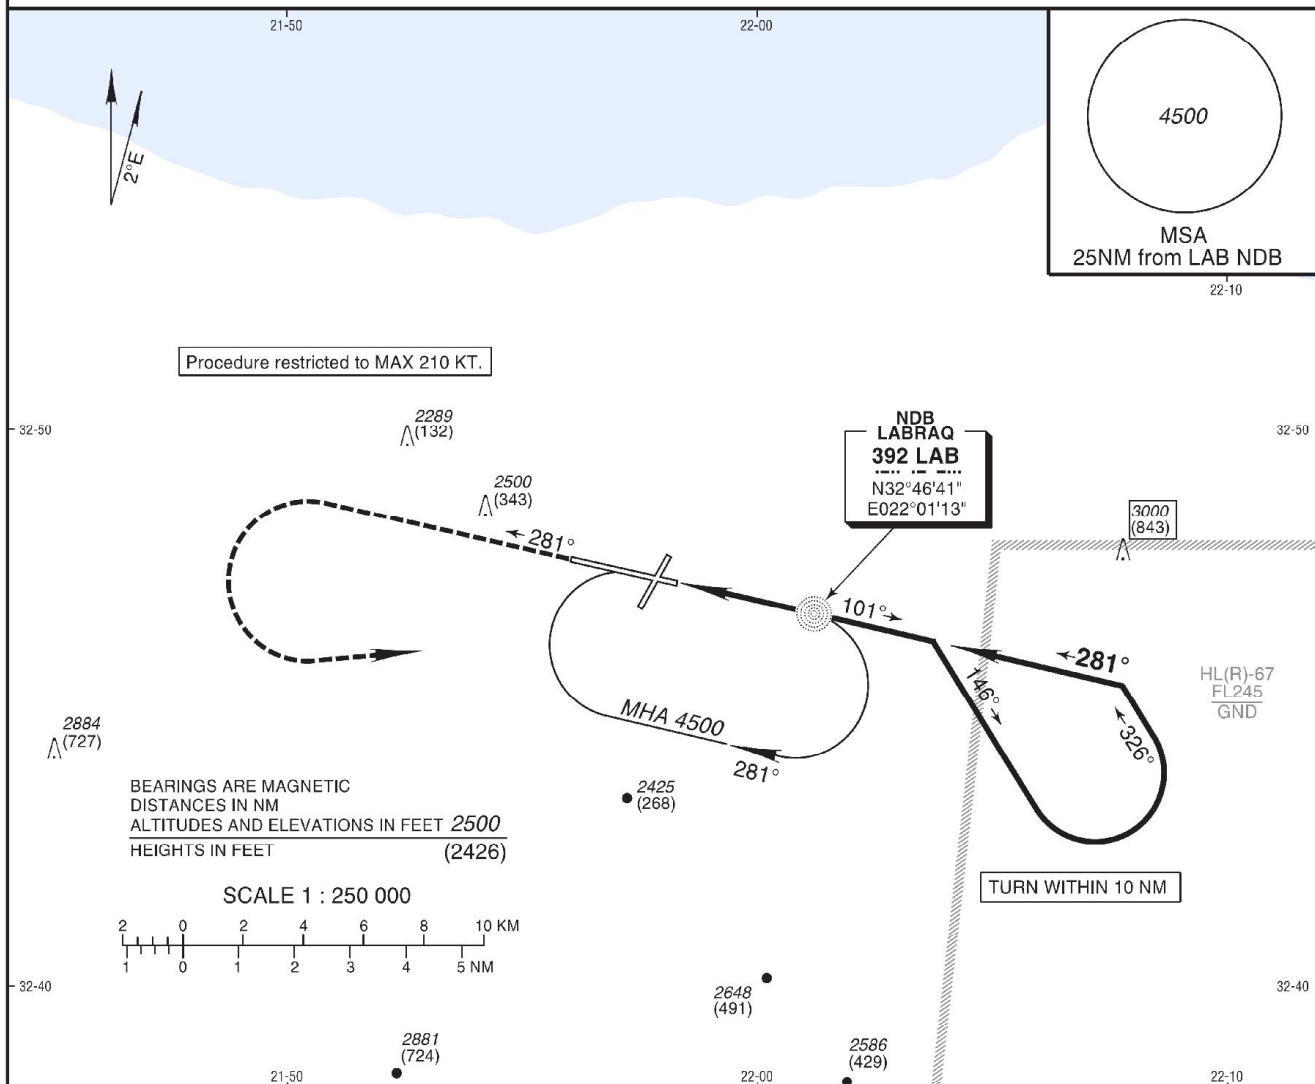 21-50
22-00
4500
2°E
MSA
25NM from LAB NDB
22-10
Procedure restricted to MAX 210 KT.
2289
(132)
NDB
LABRAQ
392 LAB
N32°46'41"
E022°01'13"
32-50
32-50
2500
(343)
3000
(843)
281°
101°
281°
146°
HL(R)-67
FL245
GND
326°
MHA 4500
281°
2884
(727)
2425
(268)
BEARINGS ARE MAGNETIC
DISTANCES IN NM
ALTITUDES AND ELEVATIONS IN FEET 2500
HEIGHTS IN FEET (2426)
TURN WITHIN 10 NM
SCALE 1 : 250 000
2 0 2 4 6 8 10 KM
1 0 1 2 3 4 5 NM
32-40
32-40
2648
(491)
2881
(724)
2586
(429)
21-50
22-00
22-10